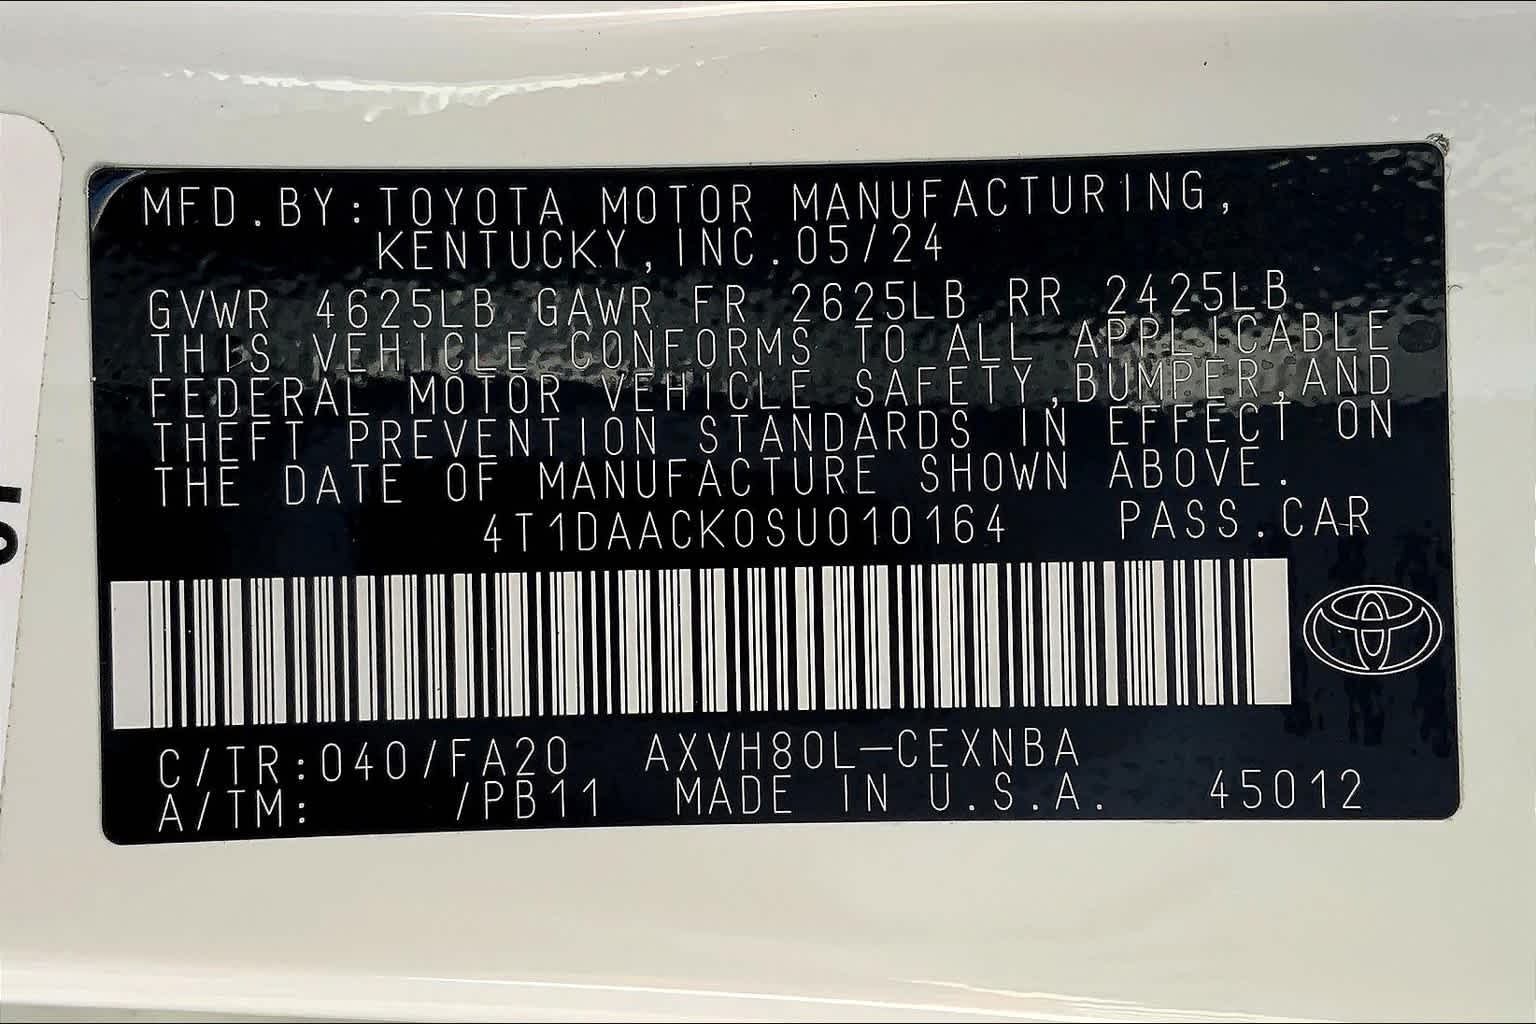 MFD.BY:TOYOTA MOTOR MANUFACTURING,
KENTUCKY,INC.05/24
GVWR 4625LB GAWR FR 2625LB RR 2425LB
THIS VEHICLE CONFORMS TO ALL APPLICABLE
FEDERAL MOTOR VEHICLE SAFETY,BUMPER,AND
THEFT PREVENTION STANDARDS IN EFFECT ON
THE DATE OF MANUFACTURE SHOWN ABOVE.
4T1DAACK0SU010164 PASS.CAR
C/TR:040/FA20 AXVH80L-CEXNBA
A/TM: /PB11 MADE IN U.S.A. 45012